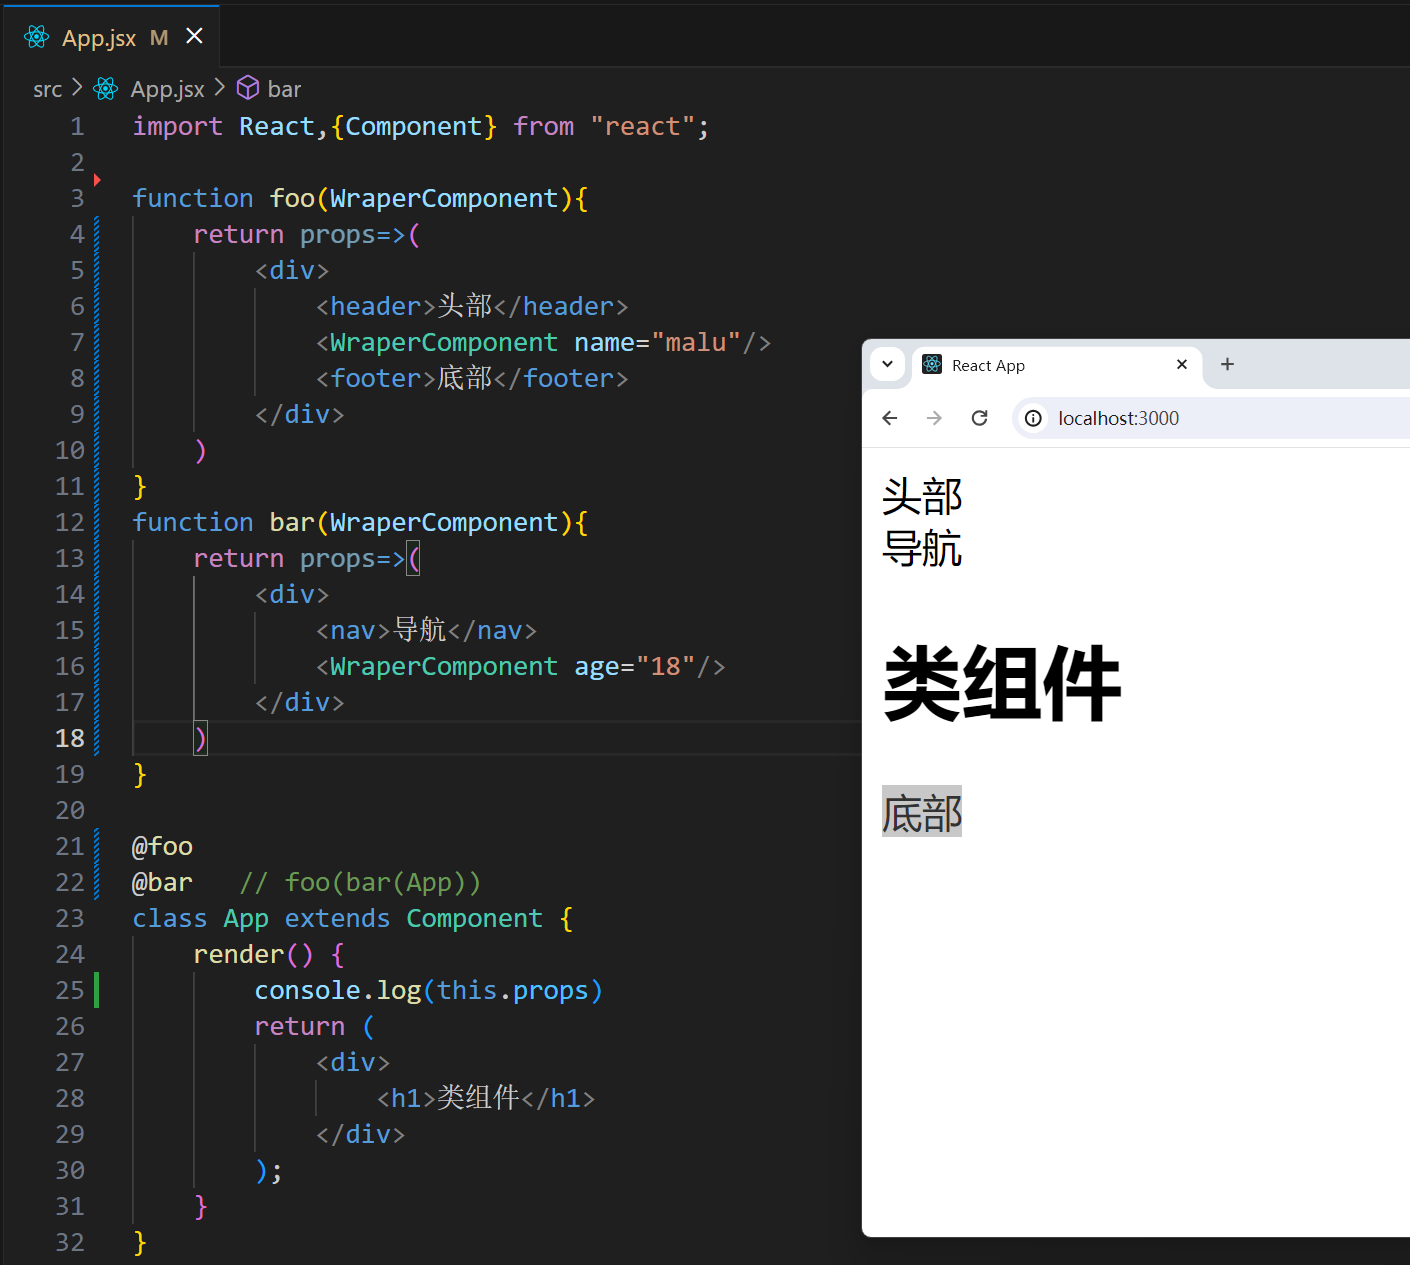 App.jsx M
src > App.jsx > bar
1 import React,{Component} from "react";
2
3 function foo(WraperComponent){
4     return props=>(
5         <div>
6             <header>头部</header>
7             <WraperComponent name="malu"/>
8             <footer>底部</footer>
9         </div>
10     )
11 }
12 function bar(WraperComponent){
13     return props=>(
14         <div>
15             <nav>导航</nav>
16             <WraperComponent age="18"/>
17         </div>
18     )
19 }
20
21 @foo
22 @bar   // foo(bar(App))
23 class App extends Component {
24     render() {
25         console.log(this.props)
26         return (
27             <div>
28                 <h1>类组件</h1>
29             </div>
30         );
31     }
32 }
React App
localhost:3000
头部
导航
类组件
底部